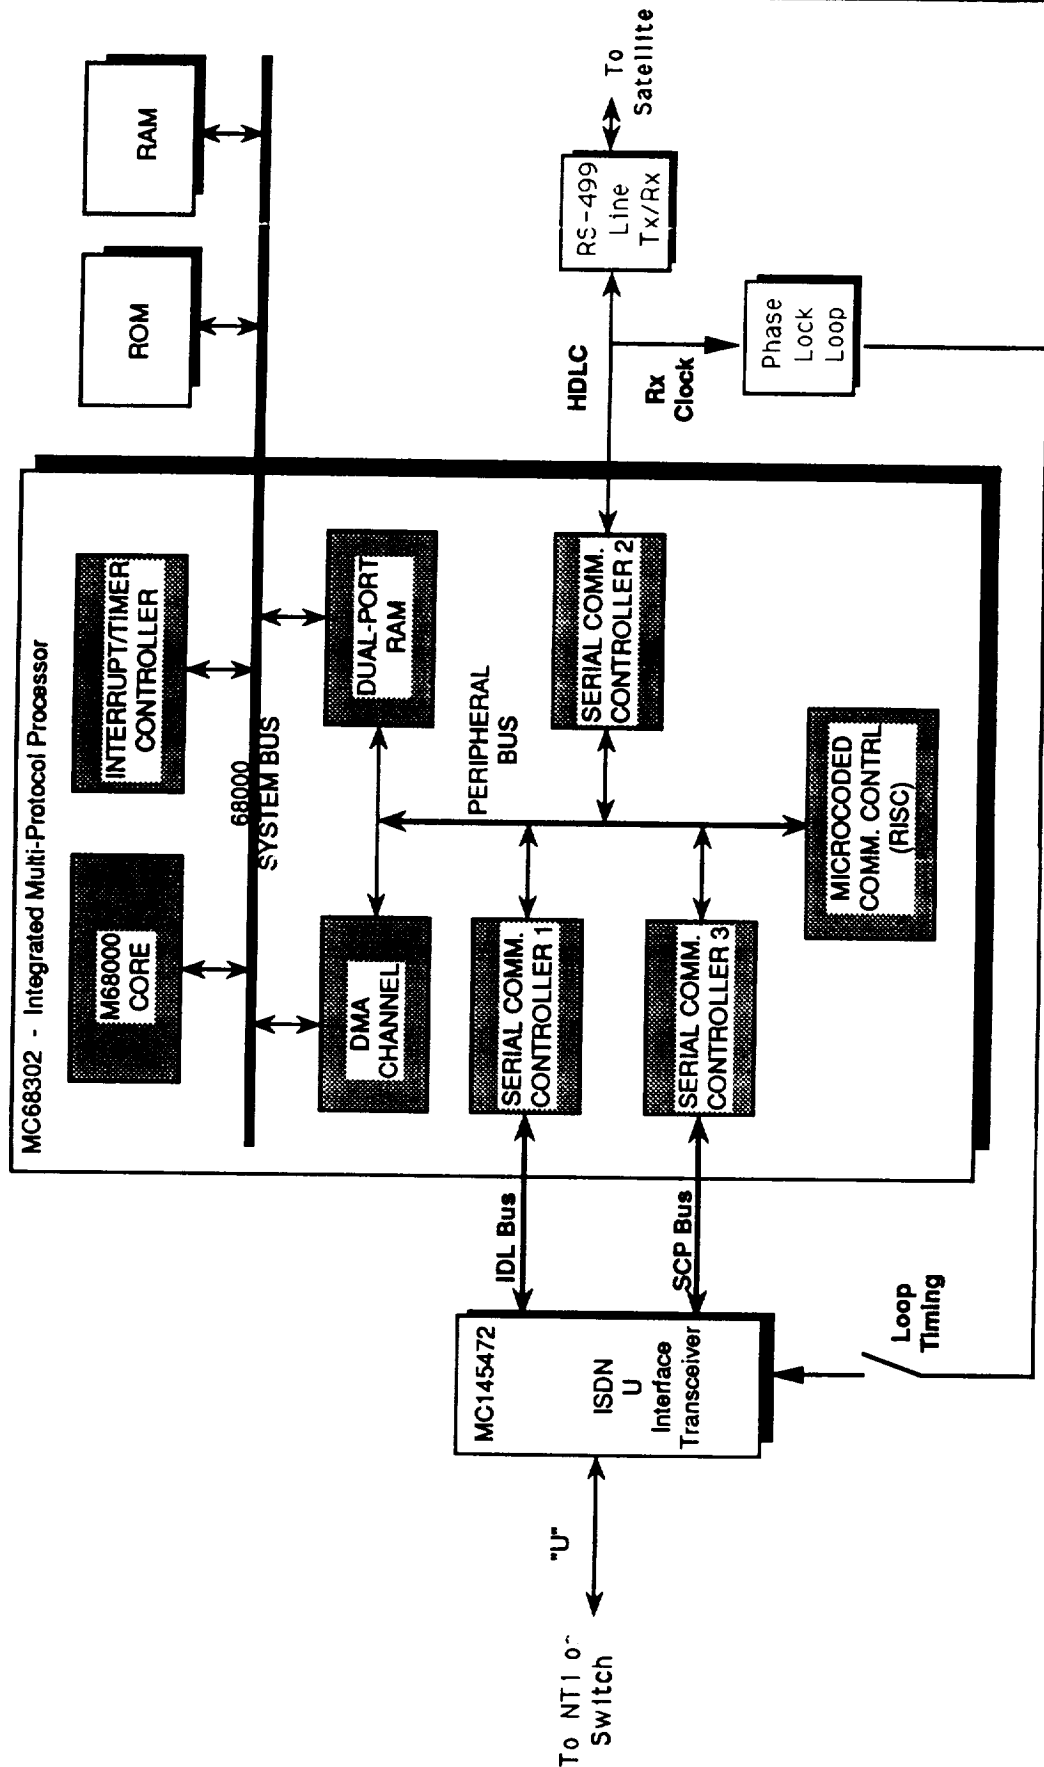 MC68302 - Integrated Multi-Protocol Processor
M68000
CORE
INTERRUPT/TIMER
CONTROLLER
ROM
RAM
68000
SYSTEM BUS
DMA
CHANNEL
DUAL-PORT
RAM
PERIPHERAL
BUS
SERIAL COMM.
CONTROLLER 1
SERIAL COMM.
CONTROLLER 2
SERIAL COMM.
CONTROLLER 3
MICROCODED
COMM. CONTRL
(RISC)
IDL Bus
SCP Bus
MC145472
ISDN
U
Interface
Transceiver
"U"
To NT1 or
Switch
Loop
Timing
HDLC
Rx
Clock
RS-499
Line
Tx/Rx
To
Satellite
Phase
Lock
Loop